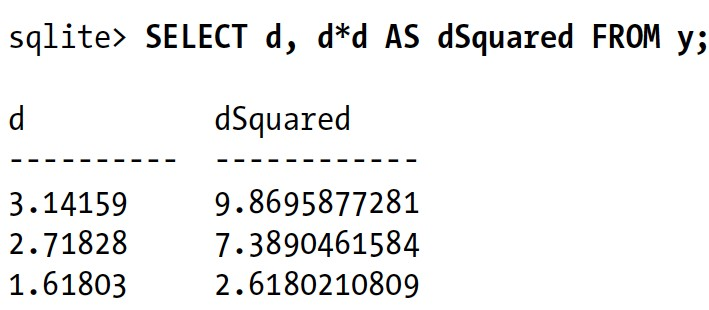 sqlite> SELECT d, d*d AS dSquared FROM y;
d dSquared
---------- ------------
3.14159 9.8695877281
2.71828 7.3890461584
1.61803 2.6180210809